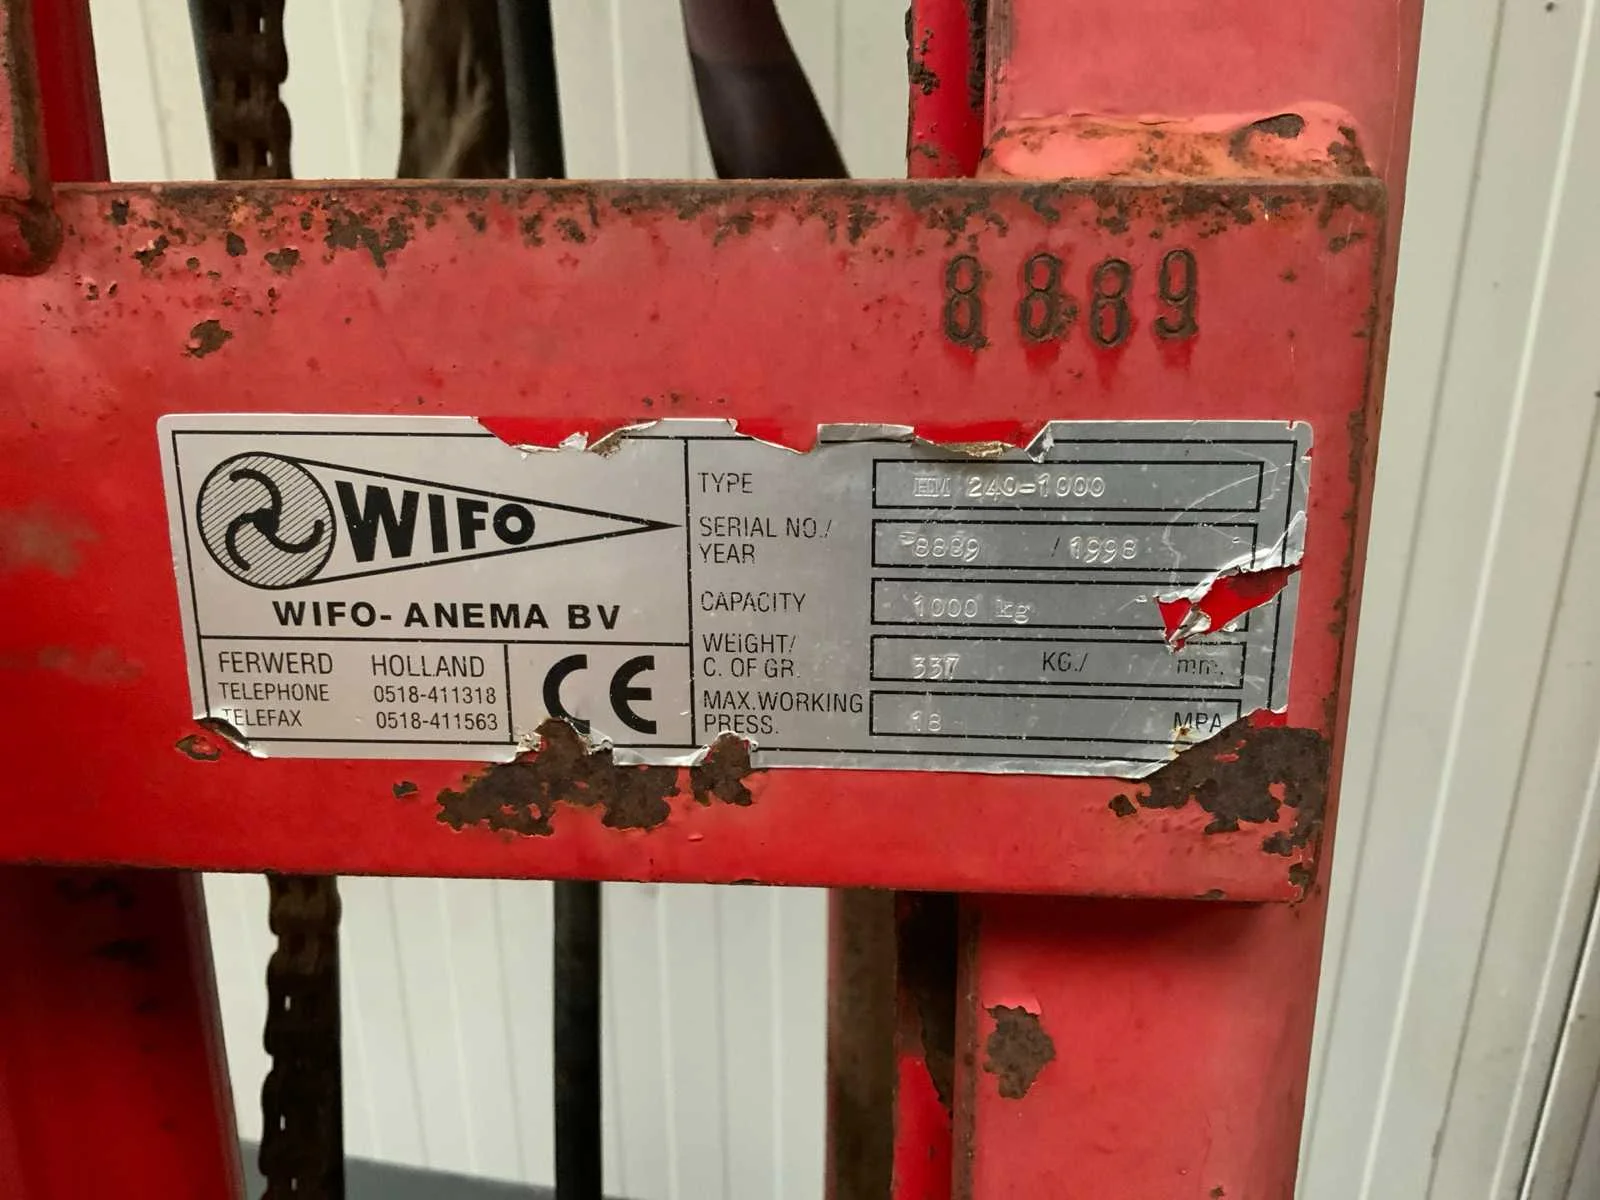 8889
WIFO
WIFO-ANEMA BV
FERWERD HOLLAND
TELEPHONE 0518-411318
TELEFAX 0518-411563
CE
TYPE HM 240-1000
SERIAL NO./
YEAR 8889 / 1998
CAPACITY 1000 kg
WEIGHT/
C. OF GR. 337 KG./ mm.
MAX.WORKING
PRESS. 18 MPA